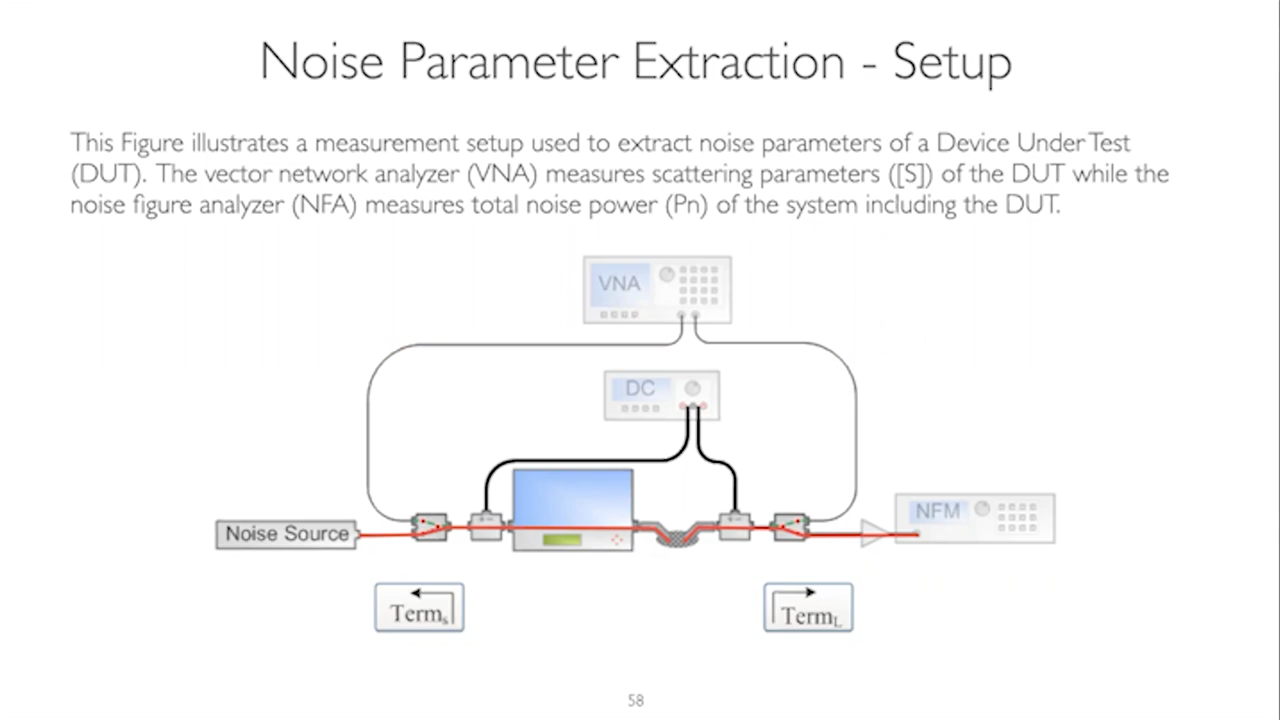 Noise Parameter Extraction - Setup
This Figure illustrates a measurement setup used to extract noise parameters of a Device Under Test
(DUT). The vector network analyzer (VNA) measures scattering parameters ([S]) of the DUT while the
noise figure analyzer (NFA) measures total noise power (Pn) of the system including the DUT.
VNA
DC
NFM
Noise Source
Terms
TermL
58